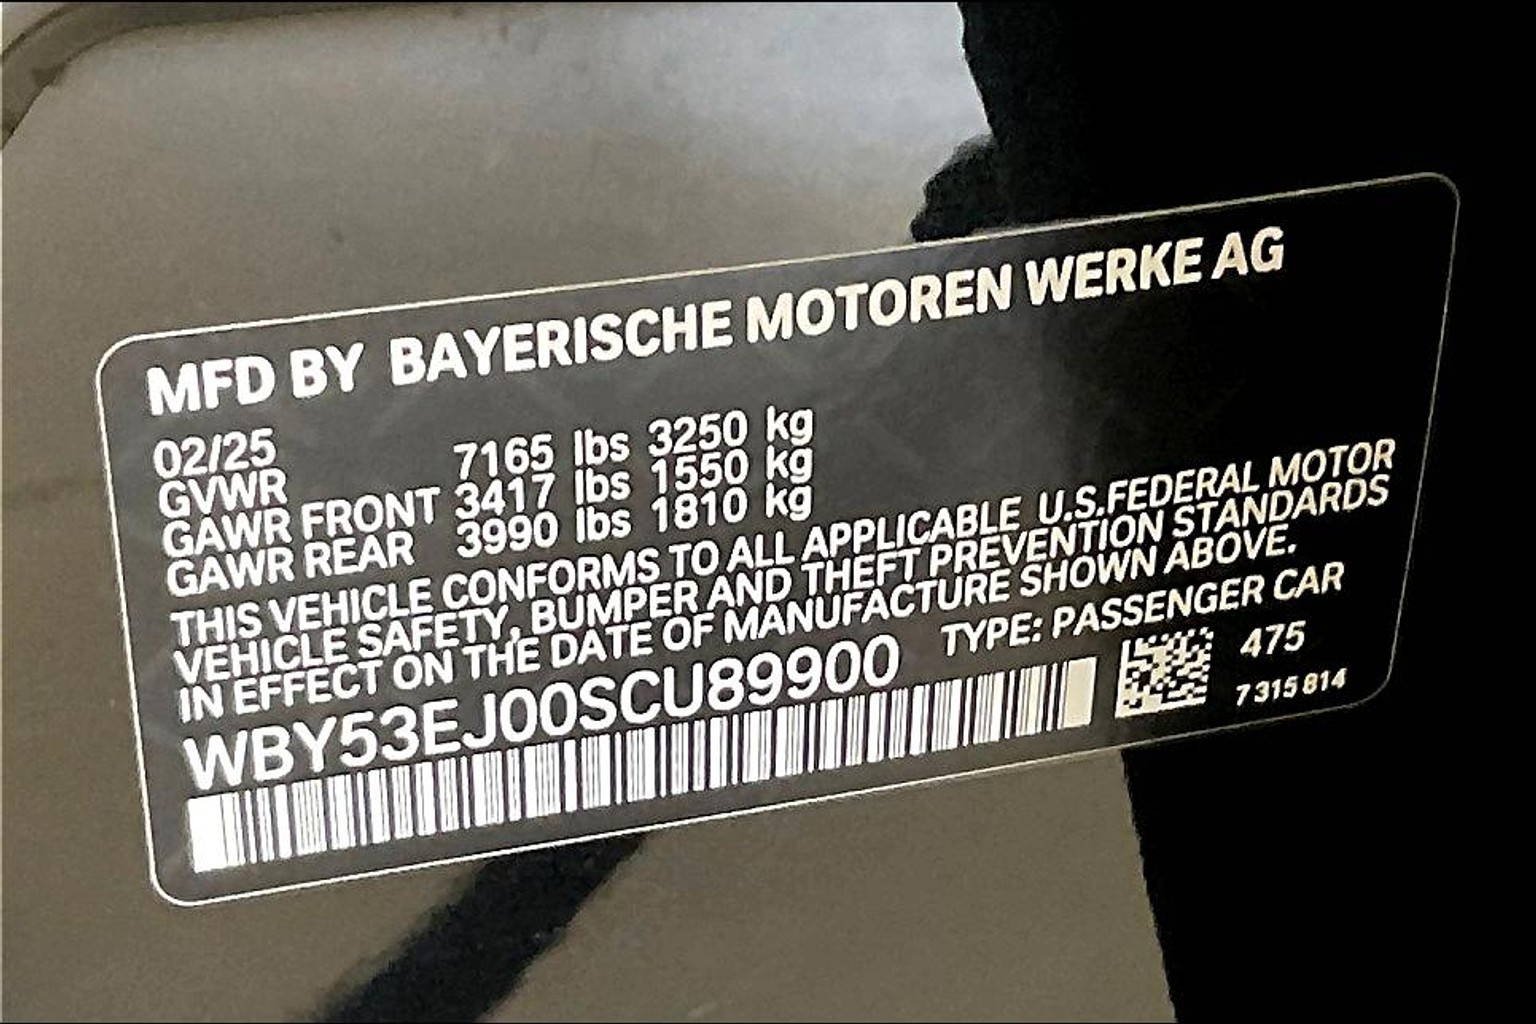 MFD BY BAYERISCHE MOTOREN WERKE AG
02/25
GVWR 7165 lbs 3250 kg
GAWR FRONT 3417 lbs 1550 kg
GAWR REAR 3990 lbs 1810 kg
THIS VEHICLE CONFORMS TO ALL APPLICABLE U.S.FEDERAL MOTOR
VEHICLE SAFETY, BUMPER AND THEFT PREVENTION STANDARDS
IN EFFECT ON THE DATE OF MANUFACTURE SHOWN ABOVE.
WBY53EJ00SCU89900 TYPE: PASSENGER CAR
475
7 315 814